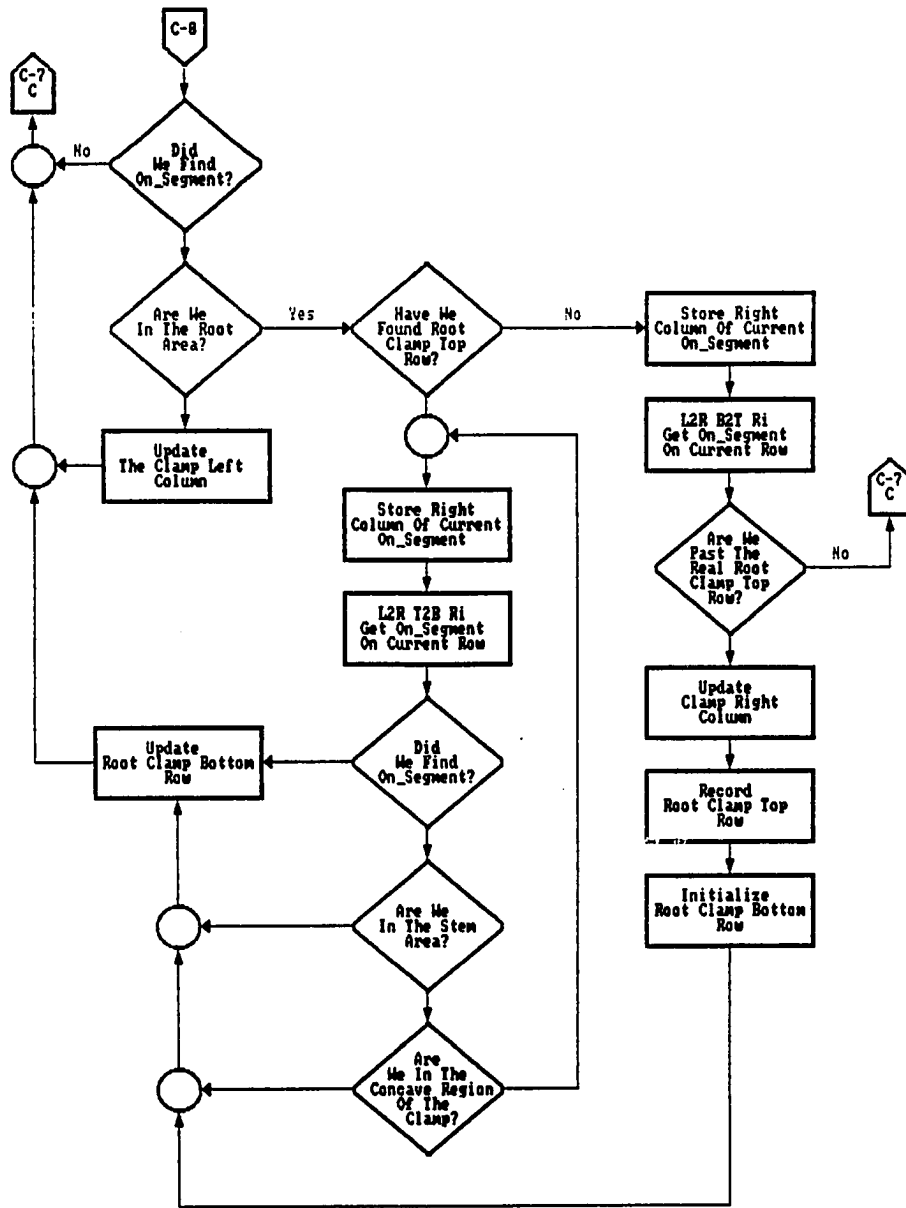 C-8
C-7
C
Did
We Find
On_Segment?
No
Are We
In The Root
Area?
Yes
Have We
Found Root
Clamp Top
Row?
No
Store Right
Column Of Current
On_Segment
Update
The Clamp Left
Column
L2R B2T Ri
Get On_Segment
On Current Row
C-7
C
Store Right
Column Of Current
On_Segment
Are We
Past The
Real Root
Clamp Top
Row?
No
L2R T2B Ri
Get On_Segment
On Current Row
Update
Clamp Right
Column
Update
Root Clamp Bottom
Row
Did
We Find
On_Segment?
Record
Root Clamp Top
Row
Are We
In The Stem
Area?
Initialize
Root Clamp Bottom
Row
Are
We In The
Concave Region
Of The
Clamp?